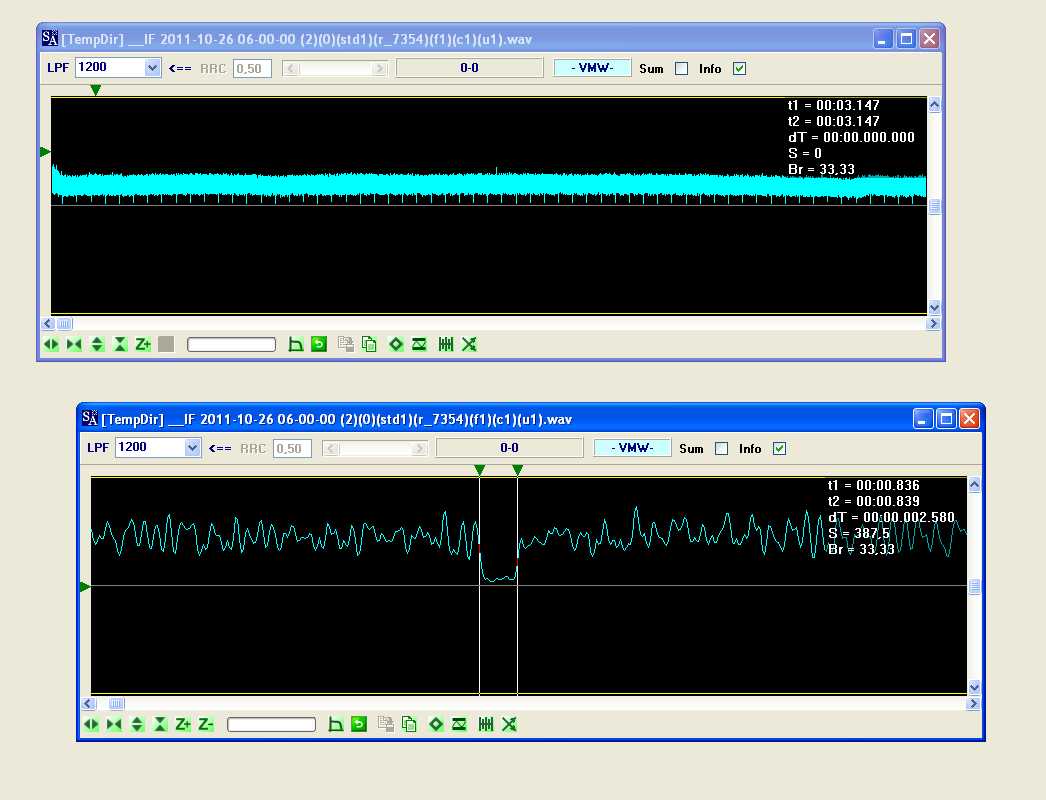 SA [TempDir] __IF 2011-10-26 06-00-00 (2)(0)(std1)(r_7354)(f1)(c1)(u1).wav
LPF 1200 <== RRC 0,50 0-0 - VMW- Sum Info
t1 = 00:03.147
t2 = 00:03.147
dT = 00:00.000.000
S = 0
Br = 33,33
Z+
SA [TempDir] __IF 2011-10-26 06-00-00 (2)(0)(std1)(r_7354)(f1)(c1)(u1).wav
LPF 1200 <== RRC 0,50 0-0 - VMW- Sum Info
t1 = 00:00.836
t2 = 00:00.839
dT = 00:00.002.580
S = 387,5
Br = 33,33
Z+ Z-